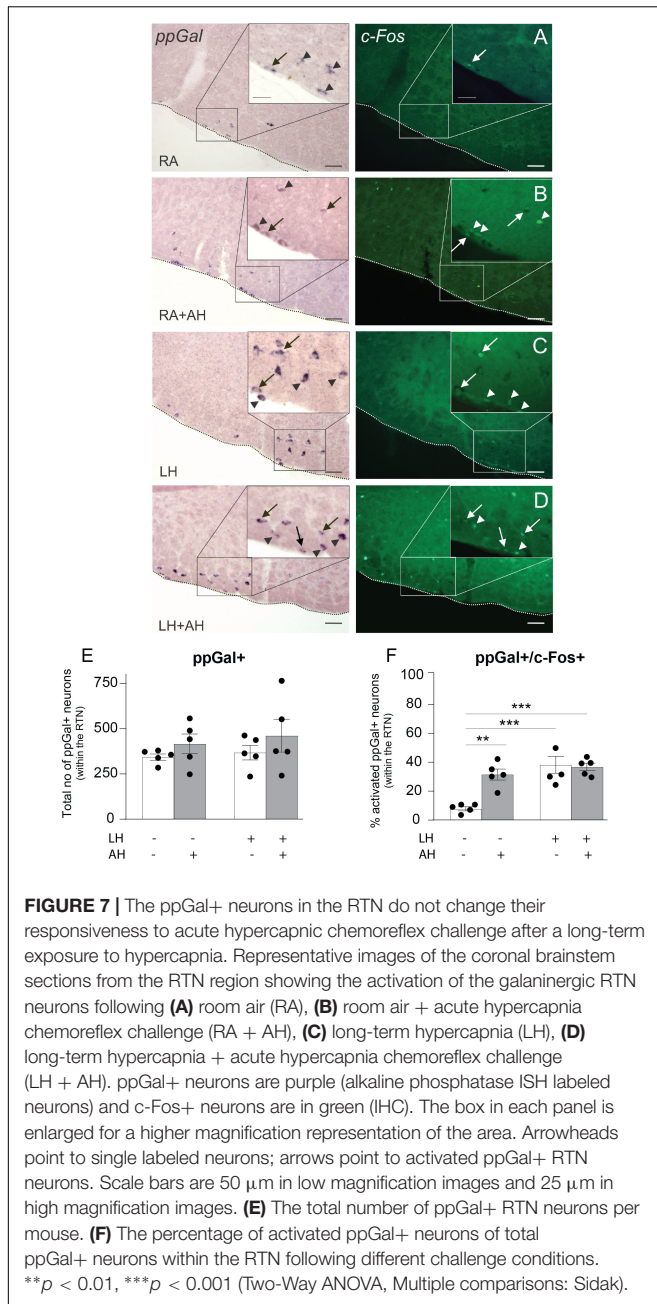 ppGal c-Fos
A
RA
B
RA+AH
C
LH
D
LH+AH
E
ppGal+
Total no of ppGal+ neurons
(within the RTN)
750
500
250
0
LH - - + +
AH - + - +
F
ppGal+/c-Fos+
% activated ppGal+ neurons
(within the RTN)
100
80
60
40
20
0
***
***
**
LH - - + +
AH - + - +
FIGURE 7 | The ppGal+ neurons in the RTN do not change their
responsiveness to acute hypercapnic chemoreflex challenge after a long-term
exposure to hypercapnia. Representative images of the coronal brainstem
sections from the RTN region showing the activation of the galaninergic RTN
neurons following (A) room air (RA), (B) room air + acute hypercapnia
chemoreflex challenge (RA + AH), (C) long-term hypercapnia (LH), (D)
long-term hypercapnia + acute hypercapnia chemoreflex challenge
(LH + AH). ppGal+ neurons are purple (alkaline phosphatase ISH labeled
neurons) and c-Fos+ neurons are in green (IHC). The box in each panel is
enlarged for a higher magnification representation of the area. Arrowheads
point to single labeled neurons; arrows point to activated ppGal+ RTN
neurons. Scale bars are 50 μm in low magnification images and 25 μm in
high magnification images. (E) The total number of ppGal+ RTN neurons per
mouse. (F) The percentage of activated ppGal+ neurons of total
ppGal+ neurons within the RTN following different challenge conditions.
**p < 0.01, ***p < 0.001 (Two-Way ANOVA, Multiple comparisons: Sidak).